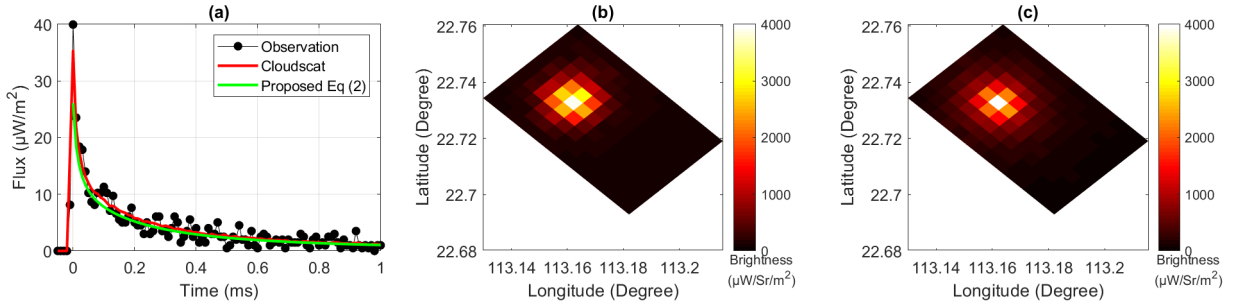 (a)
Flux (µW/m²)
40
30
20
10
0
0
0.2
0.4
0.6
0.8
1
Time (ms)
Observation
Cloudscat
Proposed Eq (2)
(b)
Latitude (Degree)
22.76
22.74
22.72
22.7
22.68
113.14
113.16
113.18
113.2
Longitude (Degree)
4000
3000
2000
1000
0
Brightness
(µW/Sr/m²)
(c)
Latitude (Degree)
22.76
22.74
22.72
22.7
22.68
113.14
113.16
113.18
113.2
Longitude (Degree)
4000
3000
2000
1000
0
Brightness
(µW/Sr/m²)